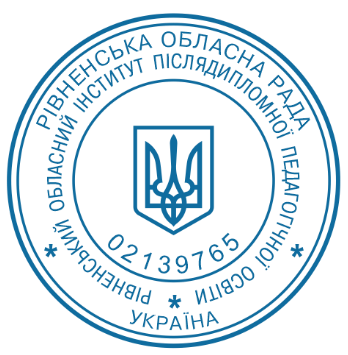 РІВНЕНСЬКА ОБЛАСНА РАДА
РІВНЕНСЬКИЙ ОБЛАСНИЙ ІНСТИТУТ ПІСЛЯДИПЛОМНОЇ ПЕДАГОГІЧНОЇ ОСВІТИ
02139765
* * *
УКРАЇНА